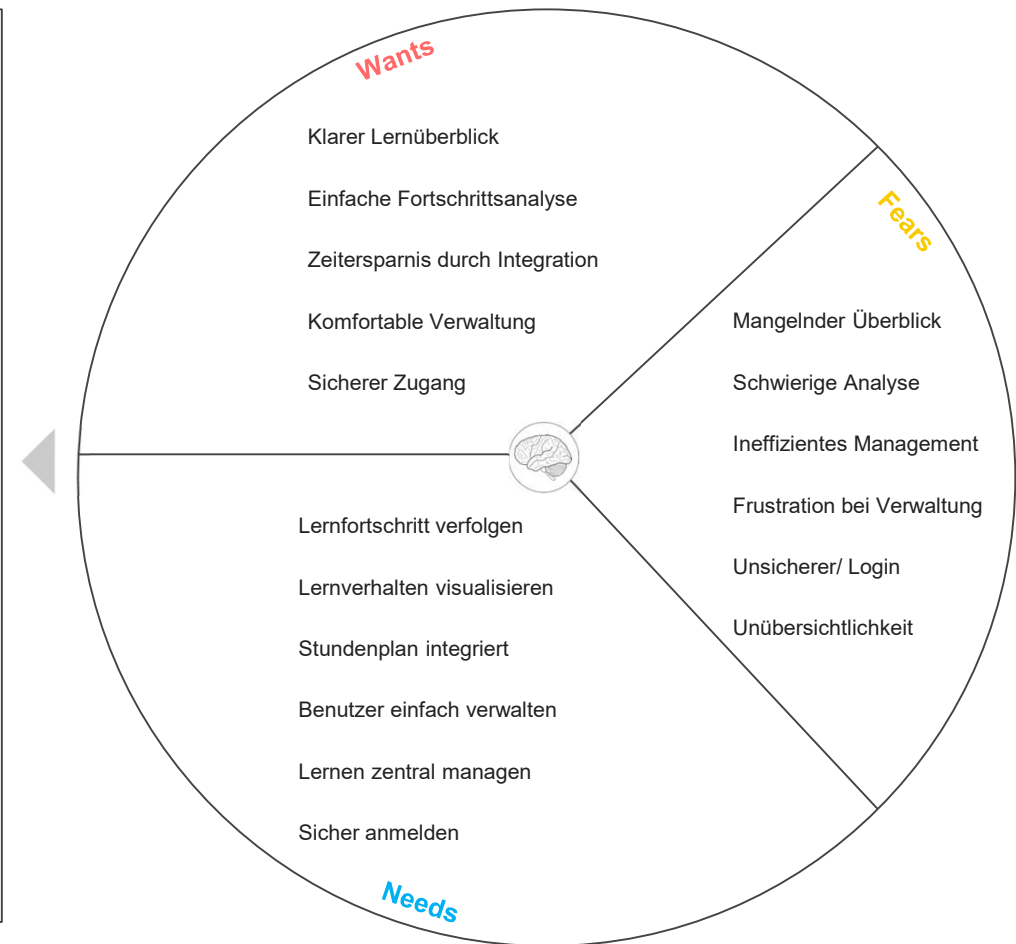 Wants
Klarer Lernüberblick
Einfache Fortschrittsanalyse
Zeitersparnis durch Integration
Komfortable Verwaltung
Sicherer Zugang
Fears
Mangelnder Überblick
Schwierige Analyse
Ineffizientes Management
Frustration bei Verwaltung
Unsicherer/ Login
Unübersichtlichkeit
Lernfortschritt verfolgen
Lernverhalten visualisieren
Stundenplan integriert
Benutzer einfach verwalten
Lernen zentral managen
Sicher anmelden
Needs